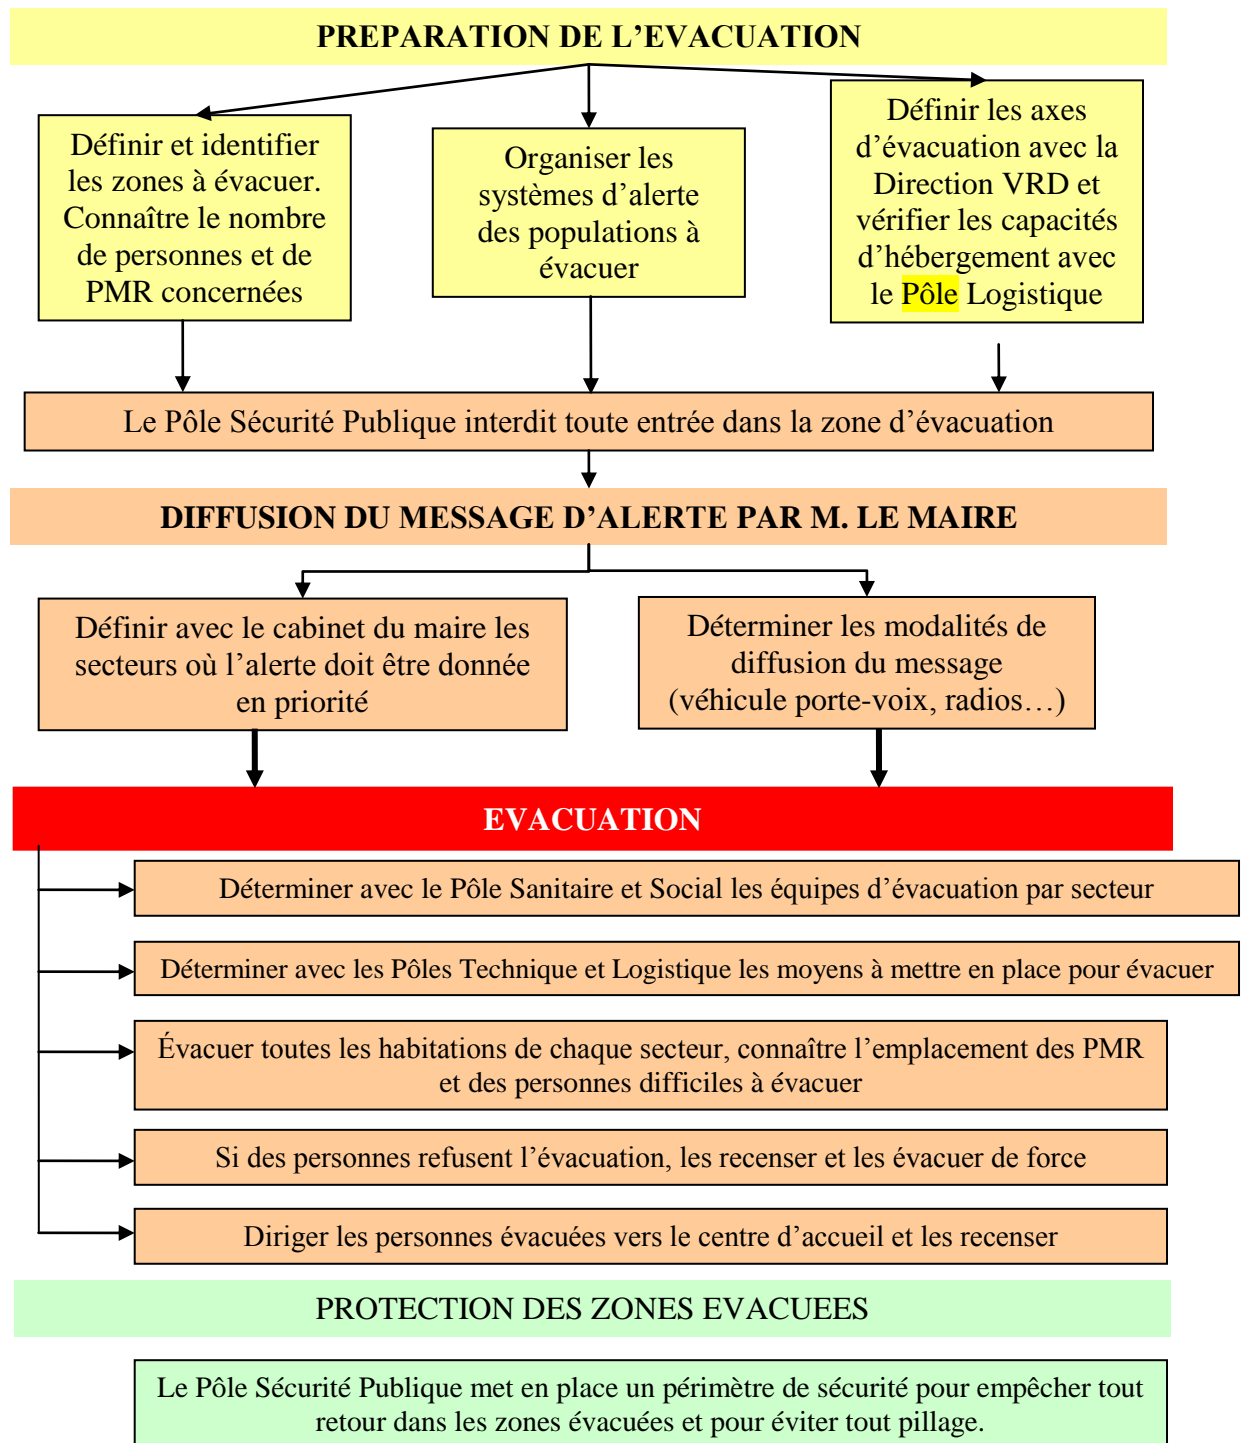 PREPARATION DE L’EVACUATION
Définir et identifier
les zones à évacuer.
Connaître le nombre
de personnes et de
PMR concernées
Organiser les
systèmes d’alerte
des populations à
évacuer
Définir les axes
d’évacuation avec la
Direction VRD et
vérifier les capacités
d’hébergement avec
le Pôle Logistique
Le Pôle Sécurité Publique interdit toute entrée dans la zone d’évacuation
DIFFUSION DU MESSAGE D’ALERTE PAR M. LE MAIRE
Définir avec le cabinet du maire les
secteurs où l’alerte doit être donnée
en priorité
Déterminer les modalités de
diffusion du message
(véhicule porte-voix, radios…)
EVACUATION
Déterminer avec le Pôle Sanitaire et Social les équipes d’évacuation par secteur
Déterminer avec les Pôles Technique et Logistique les moyens à mettre en place pour évacuer
Évacuer toutes les habitations de chaque secteur, connaître l’emplacement des PMR
et des personnes difficiles à évacuer
Si des personnes refusent l’évacuation, les recenser et les évacuer de force
Diriger les personnes évacuées vers le centre d’accueil et les recenser
PROTECTION DES ZONES EVACUEES
Le Pôle Sécurité Publique met en place un périmètre de sécurité pour empêcher tout
retour dans les zones évacuées et pour éviter tout pillage.